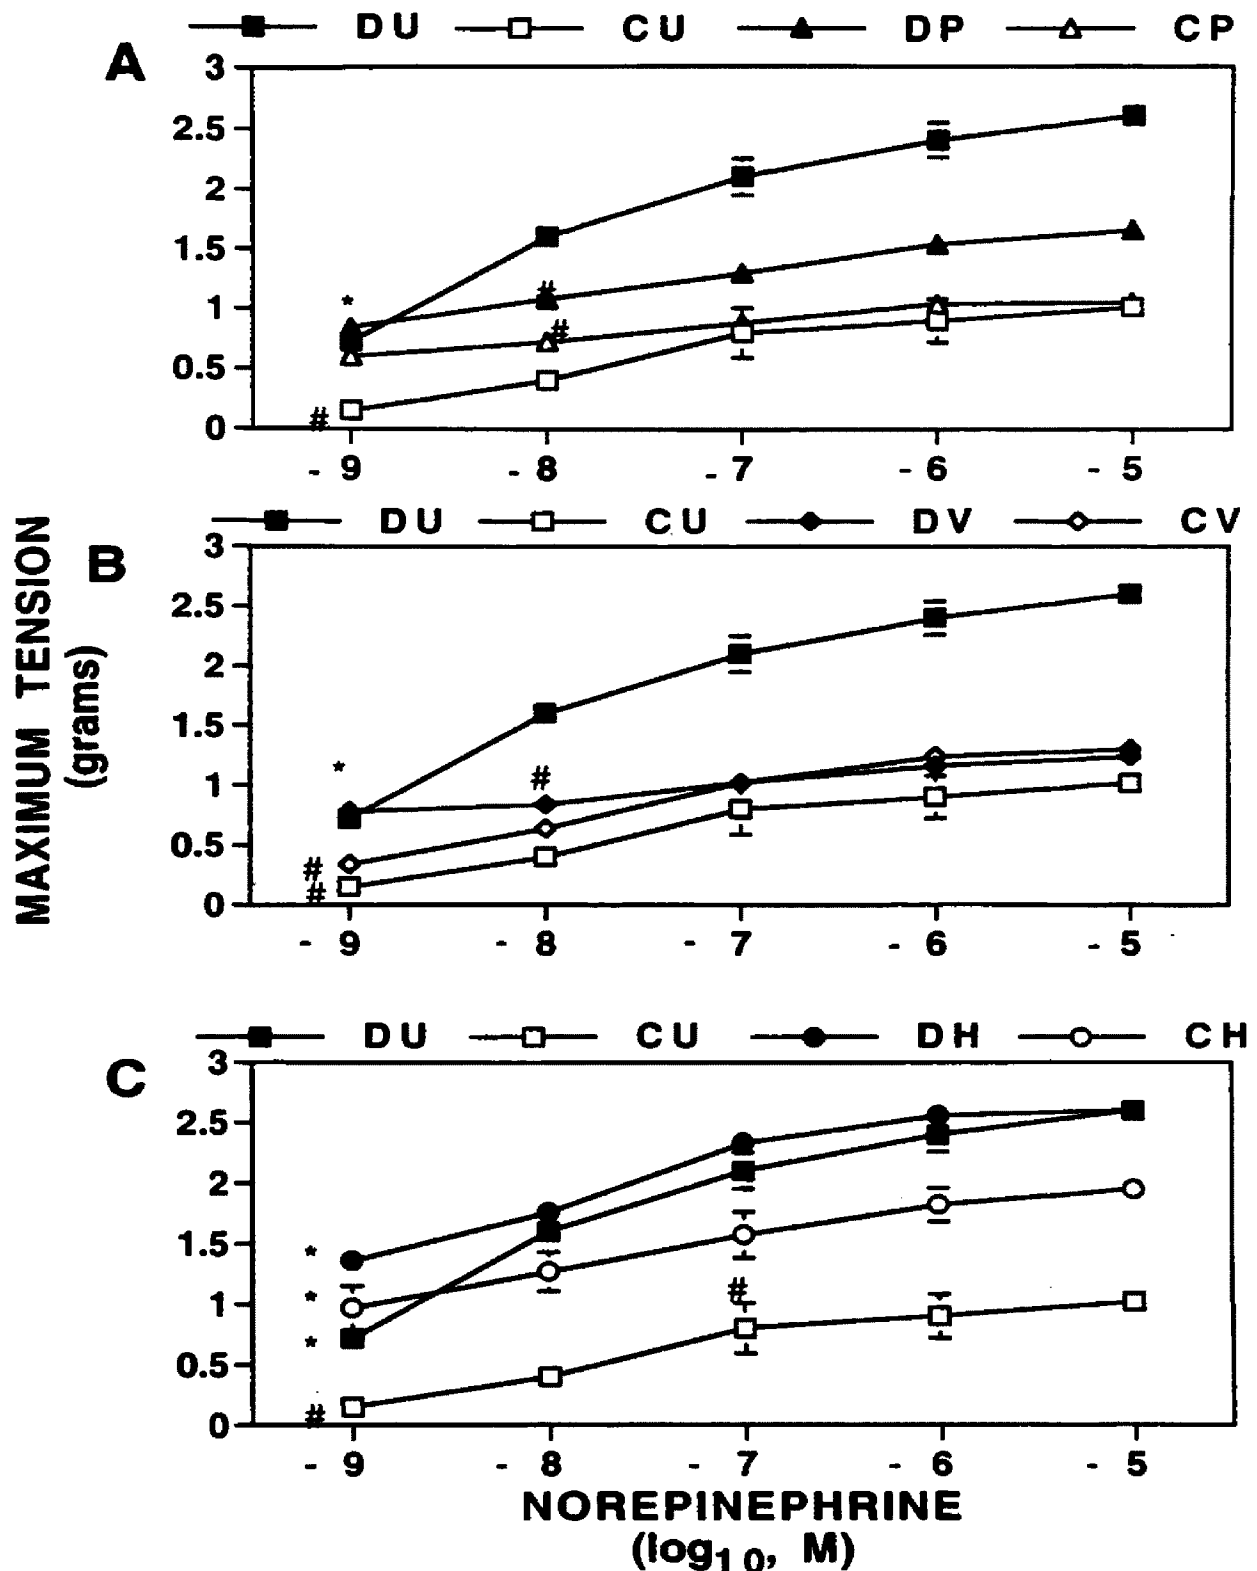 DU CU DP CP
A
3
2.5
2
1.5
*
#
1
#
0.5
#
0
- 9 - 8 - 7 - 6 - 5
DU CU DV CV
B
3
2.5
2
1.5
*
#
1
0.5
#
#
0
- 9 - 8 - 7 - 6 - 5
MAXIMUM TENSION
(grams)
DU CU DH CH
C
3
2.5
2
1.5
*
*
#
1
*
0.5
#
0
- 9 - 8 - 7 - 6 - 5
NOREPINEPHRINE
(log10, M)